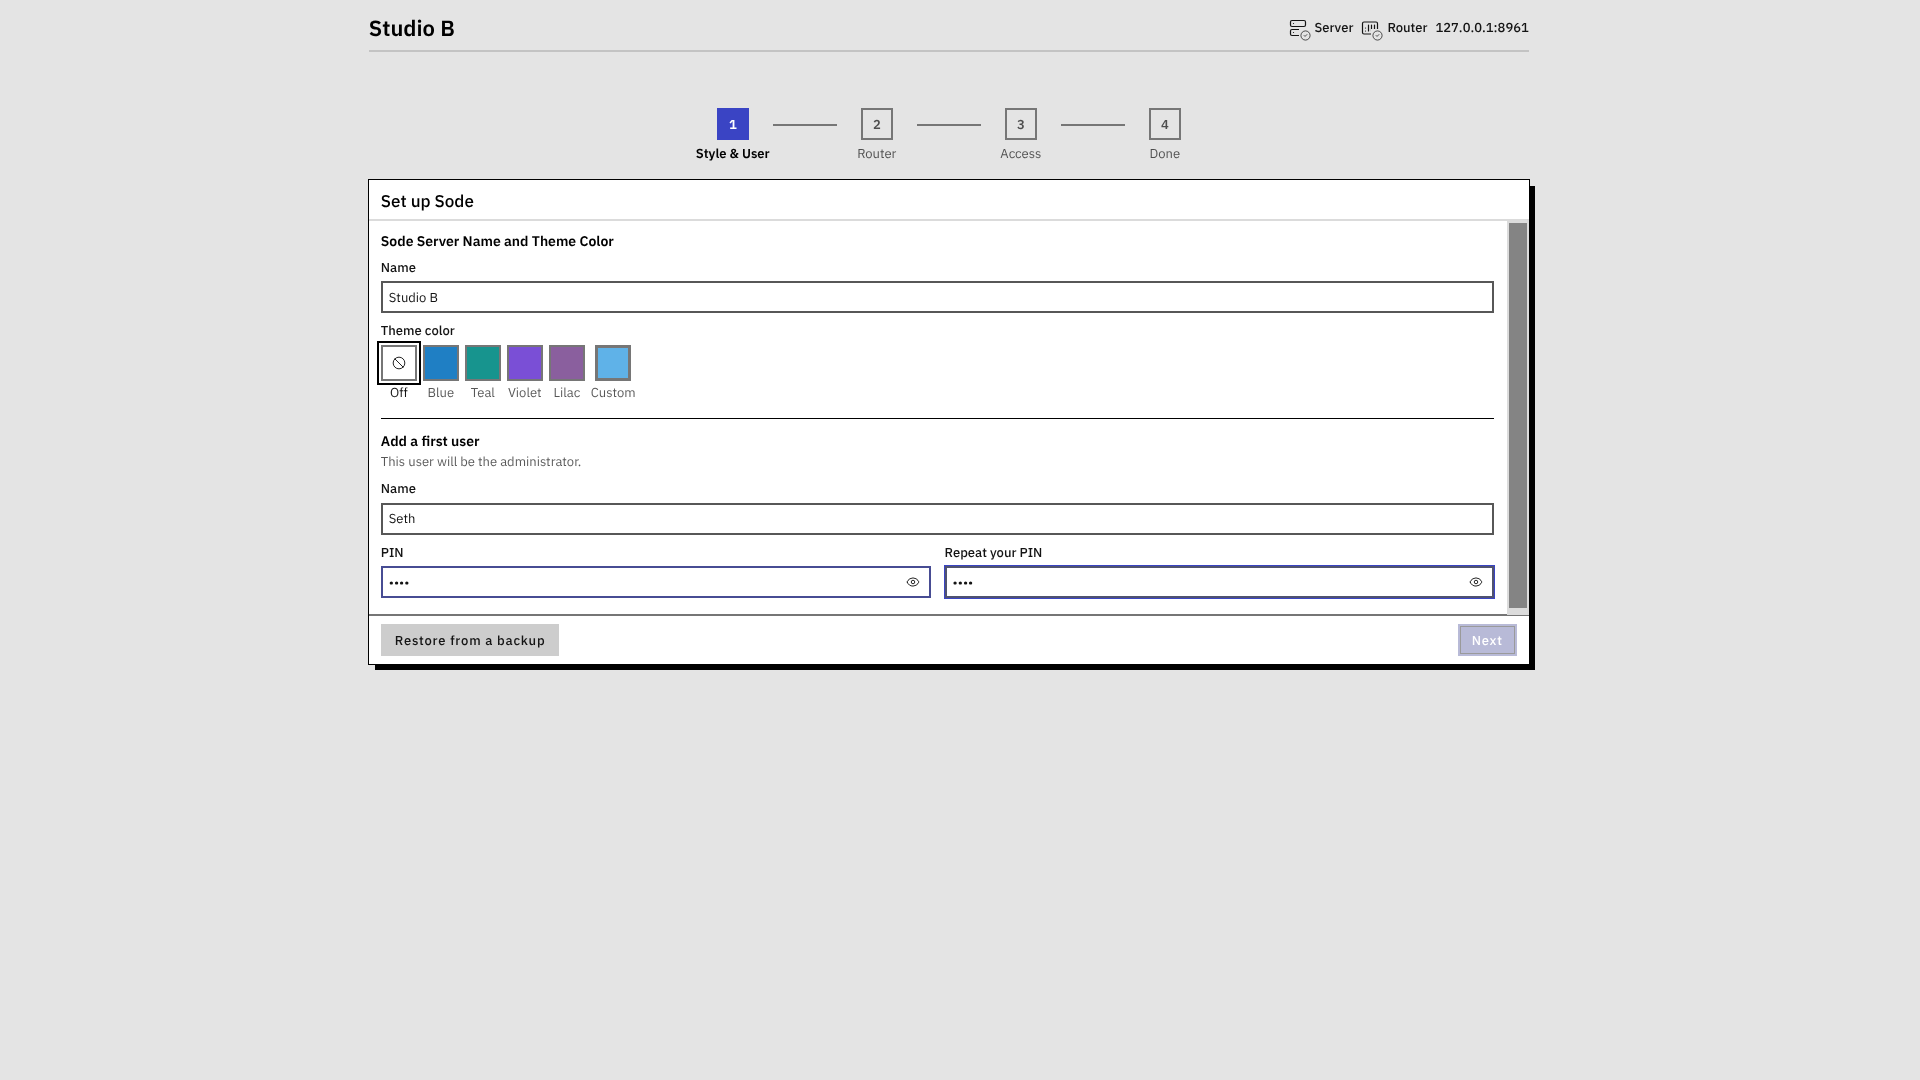 Studio B
Server Router 127.0.0.1:8961
1 2 3 4
Style & User Router Access Done
Set up Sode
Sode Server Name and Theme Color
Name
Studio B
Theme color
Off Blue Teal Violet Lilac Custom
Add a first user
This user will be the administrator.
Name
Seth
PIN Repeat your PIN
•••• ••••
Restore from a backup Next